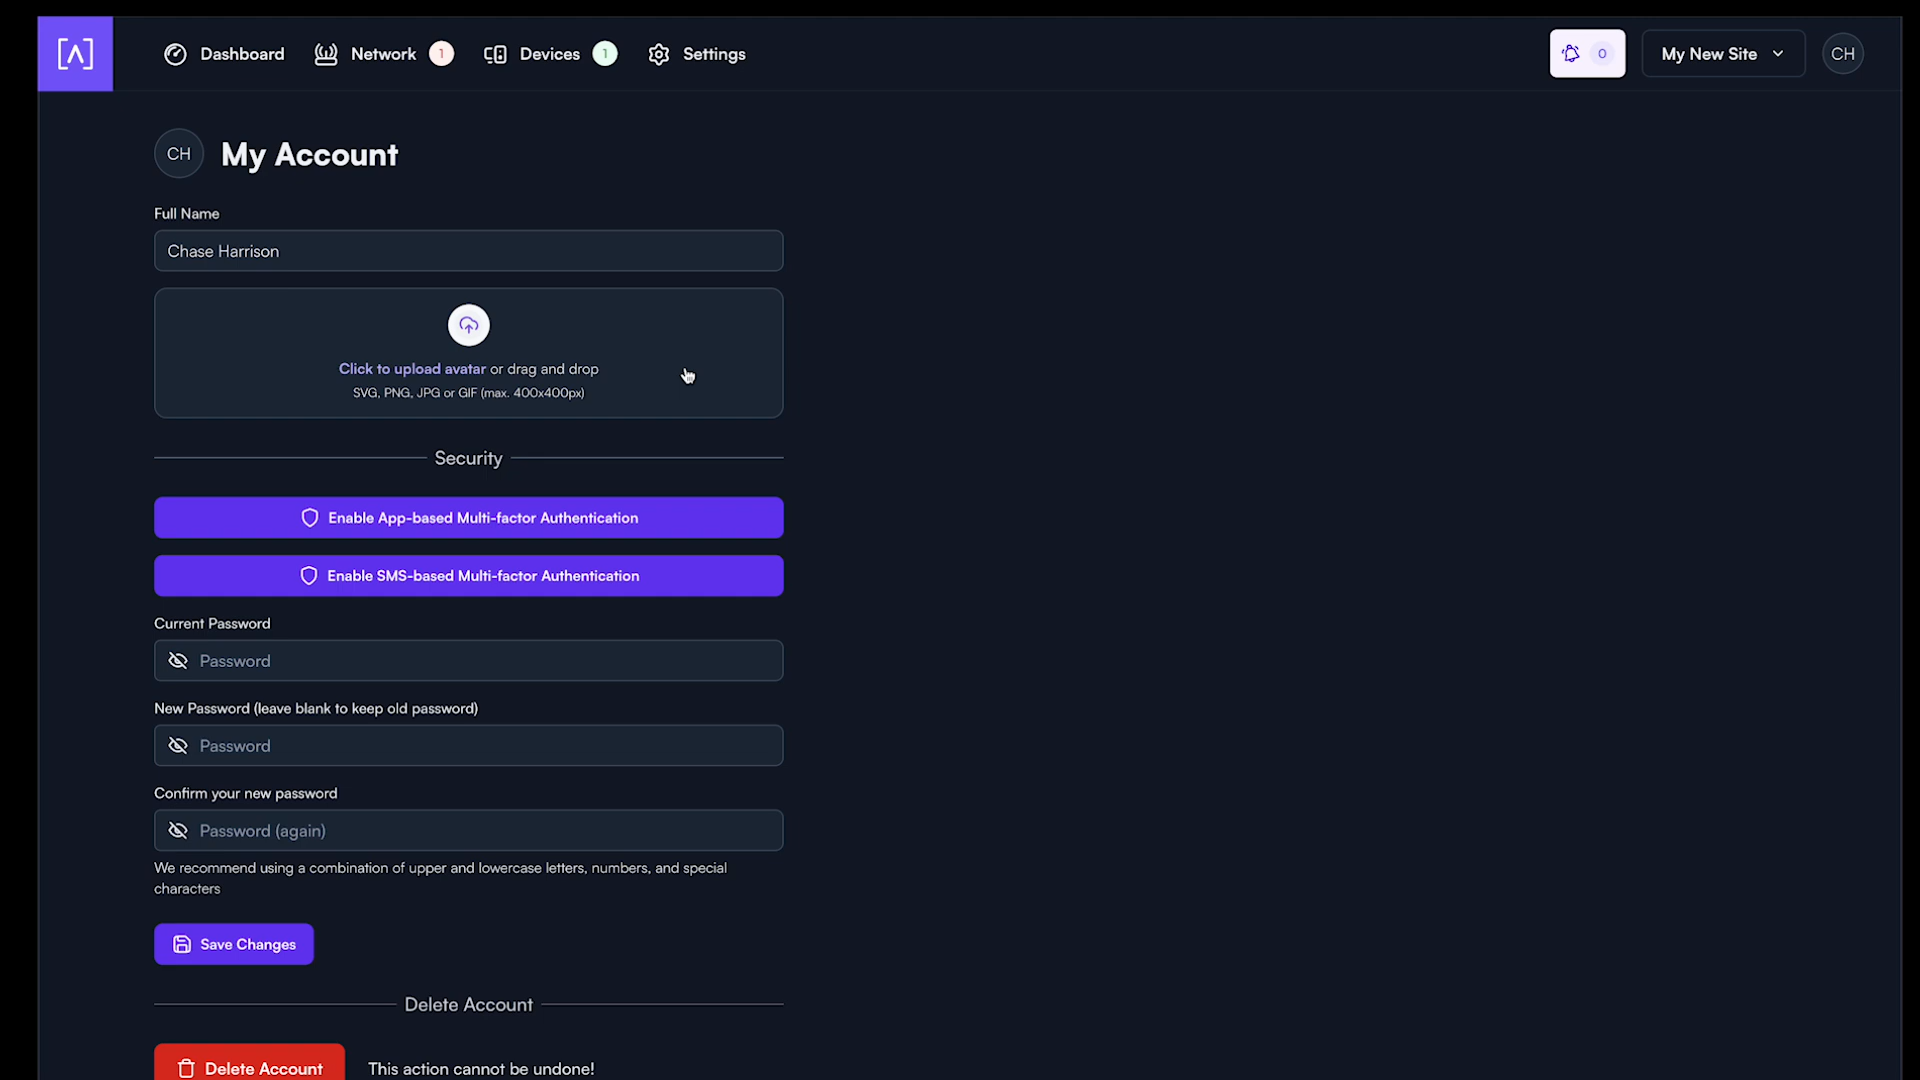 [Λ] Dashboard Network 1 Devices 1 Settings 0 My New Site CH
CH My Account
Full Name
Chase Harrison
Click to upload avatar or drag and drop
SVG, PNG, JPG or GIF (max. 400x400px)
Security
Enable App-based Multi-factor Authentication
Enable SMS-based Multi-factor Authentication
Current Password
Password
New Password (leave blank to keep old password)
Password
Confirm your new password
Password (again)
We recommend using a combination of upper and lowercase letters, numbers, and special
characters
Save Changes
Delete Account
Delete Account This action cannot be undone!